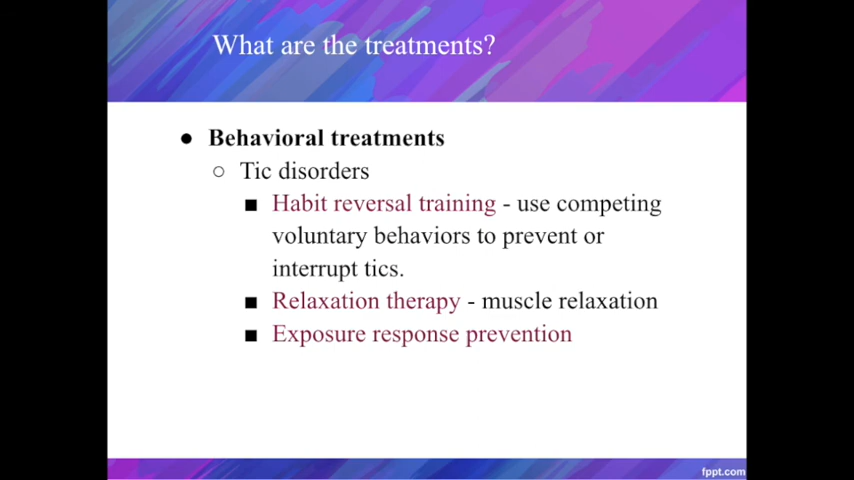 What are the treatments?
● Behavioral treatments
○ Tic disorders
■ Habit reversal training - use competing
voluntary behaviors to prevent or
interrupt tics.
■ Relaxation therapy - muscle relaxation
■ Exposure response prevention
fppt.com